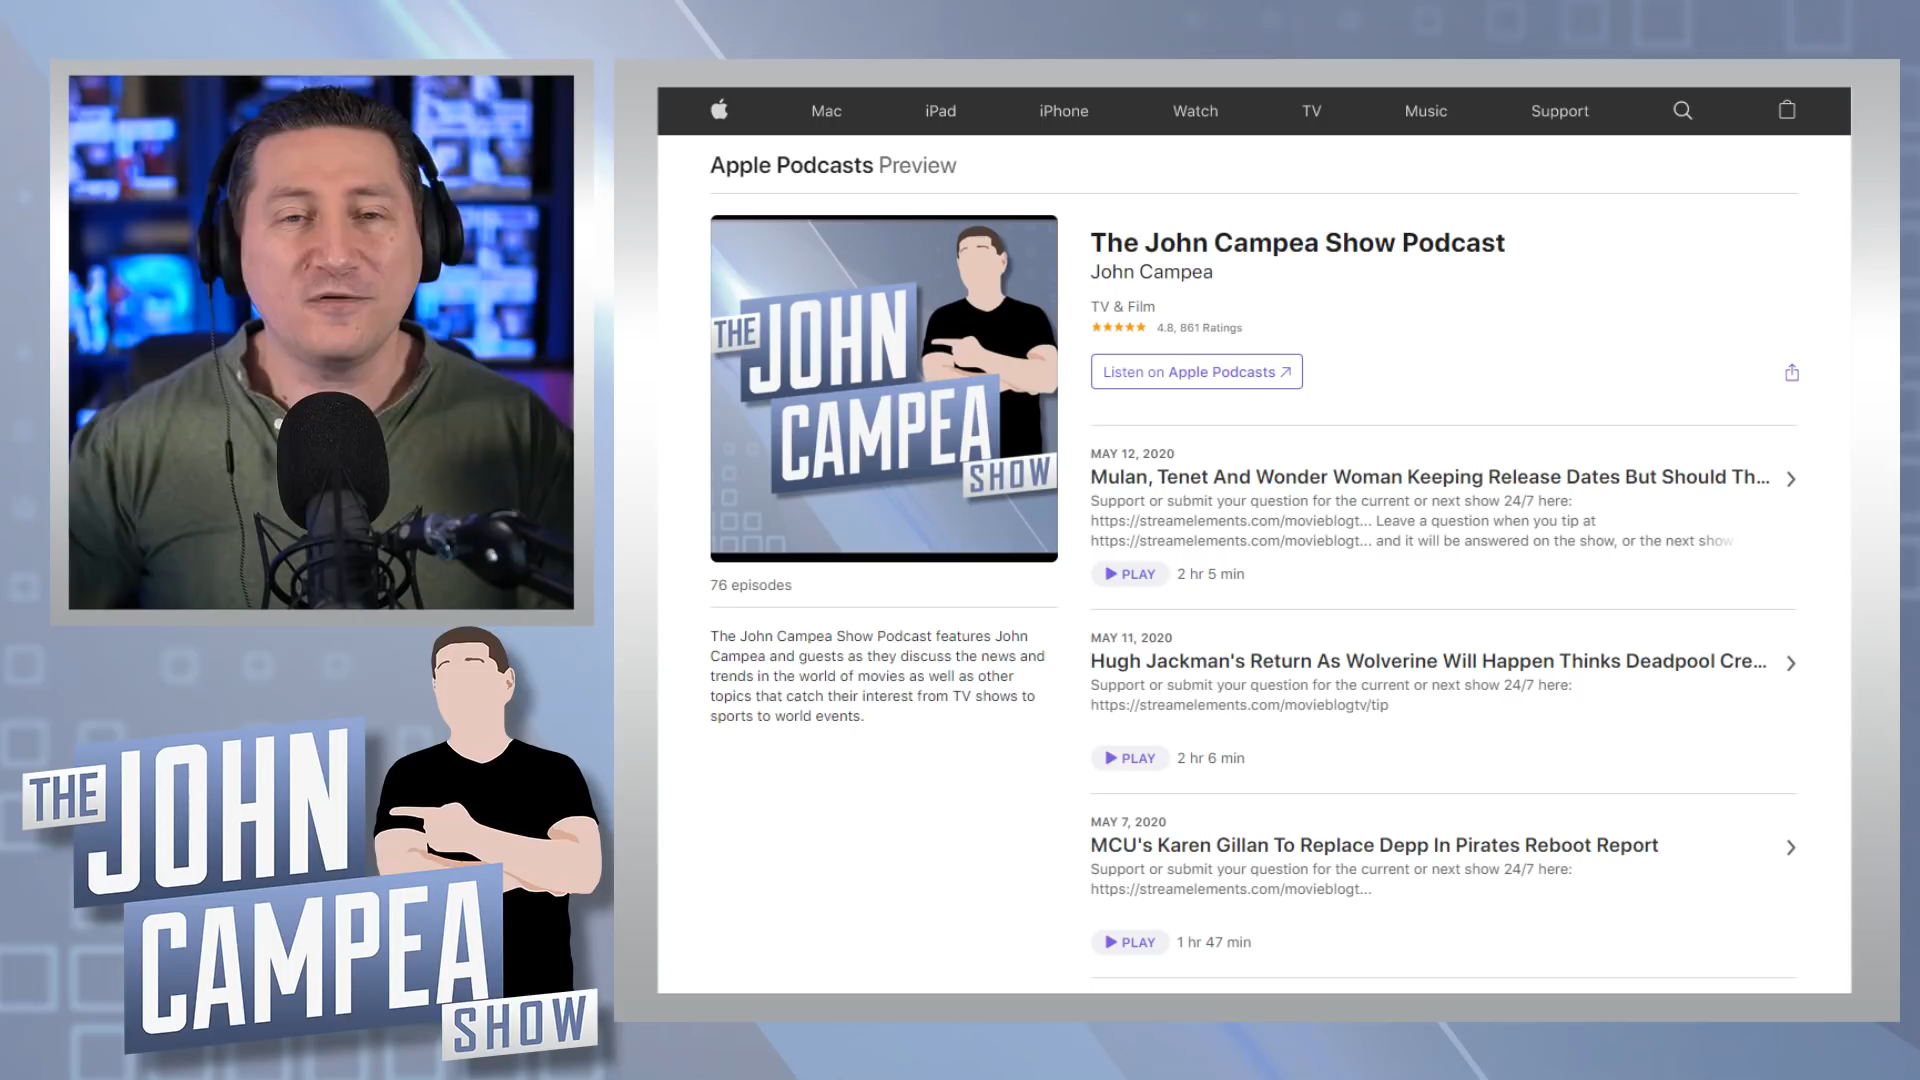 Mac iPad iPhone Watch TV Music Support
Apple Podcasts Preview
THE
JOHN
CAMPEA
SHOW
76 episodes
The John Campea Show Podcast features John
Campea and guests as they discuss the news and
trends in the world of movies as well as other
topics that catch their interest from TV shows to
sports to world events.
The John Campea Show Podcast
John Campea
TV & Film
★★★★★ 4.8, 861 Ratings
Listen on Apple Podcasts ↗
MAY 12, 2020
Mulan, Tenet And Wonder Woman Keeping Release Dates But Should Th...
Support or submit your question for the current or next show 24/7 here:
https://streamelements.com/movieblogt... Leave a question when you tip at
https://streamelements.com/movieblogt... and it will be answered on the show, or the next show
PLAY 2 hr 5 min
MAY 11, 2020
Hugh Jackman's Return As Wolverine Will Happen Thinks Deadpool Cre...
Support or submit your question for the current or next show 24/7 here:
https://streamelements.com/movieblogtv/tip
PLAY 2 hr 6 min
MAY 7, 2020
MCU's Karen Gillan To Replace Depp In Pirates Reboot Report
Support or submit your question for the current or next show 24/7 here:
https://streamelements.com/movieblogt...
PLAY 1 hr 47 min
THE
JOHN
CAMPEA
SHOW